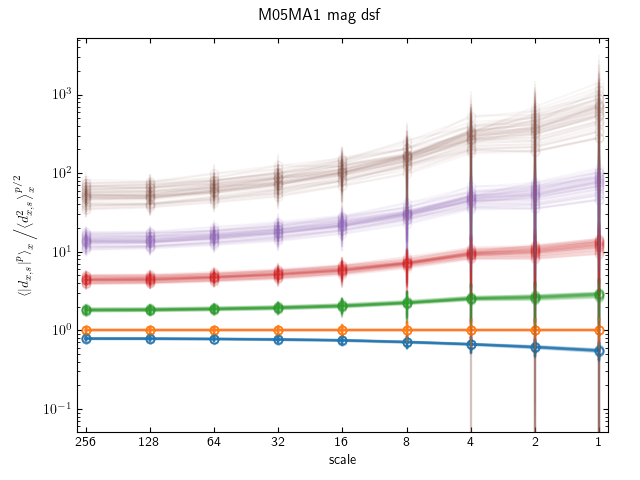 M05MA1 mag dsf
⟨|d_{x,s}|^p⟩_x / ⟨d^2_{x,s}⟩_x^{p/2}
10^3
10^2
10^1
10^0
10^{-1}
256 128 64 32 16 8 4 2 1
scale